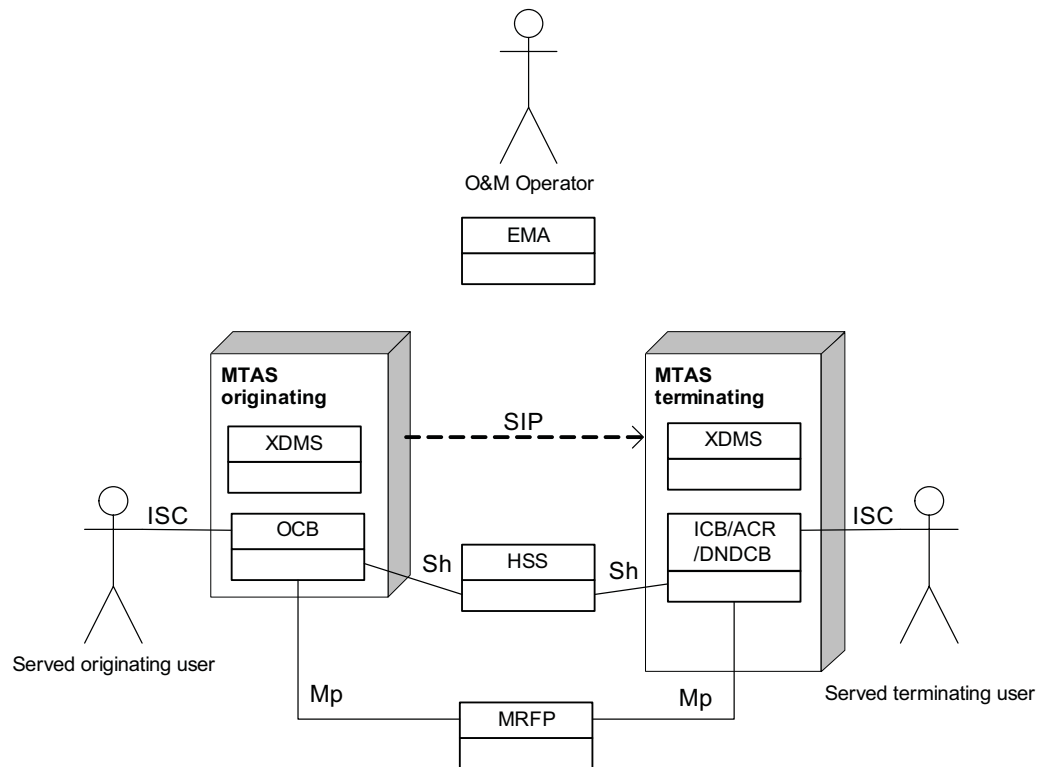 O&M Operator
EMA
MTAS
originating
MTAS
terminating
SIP
XDMS
XDMS
ISC
OCB
ICB/ACR
/DNDCB
ISC
Sh
HSS
Sh
Served originating user
Served terminating user
Mp
MRFP
Mp